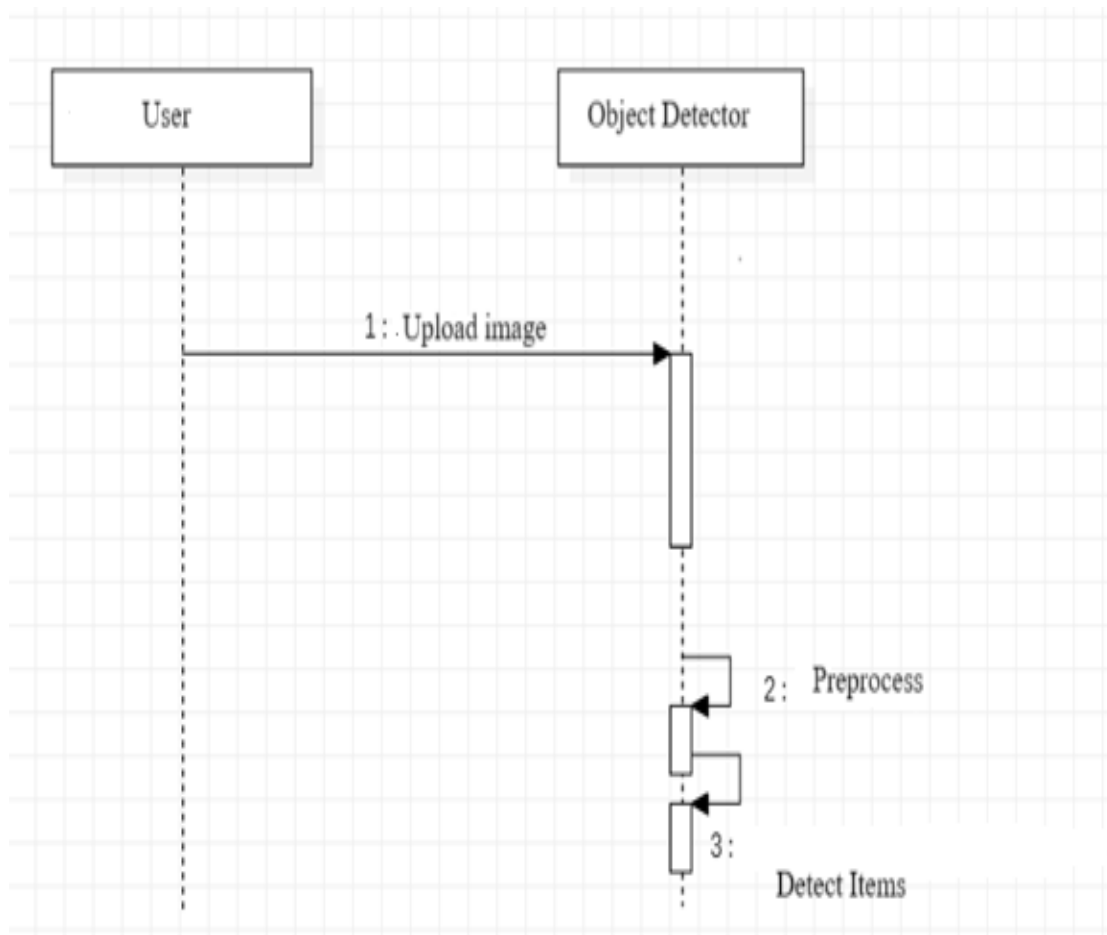 User
Object Detector
1: .Upload image
2: Preprocess
3:
Detect Items